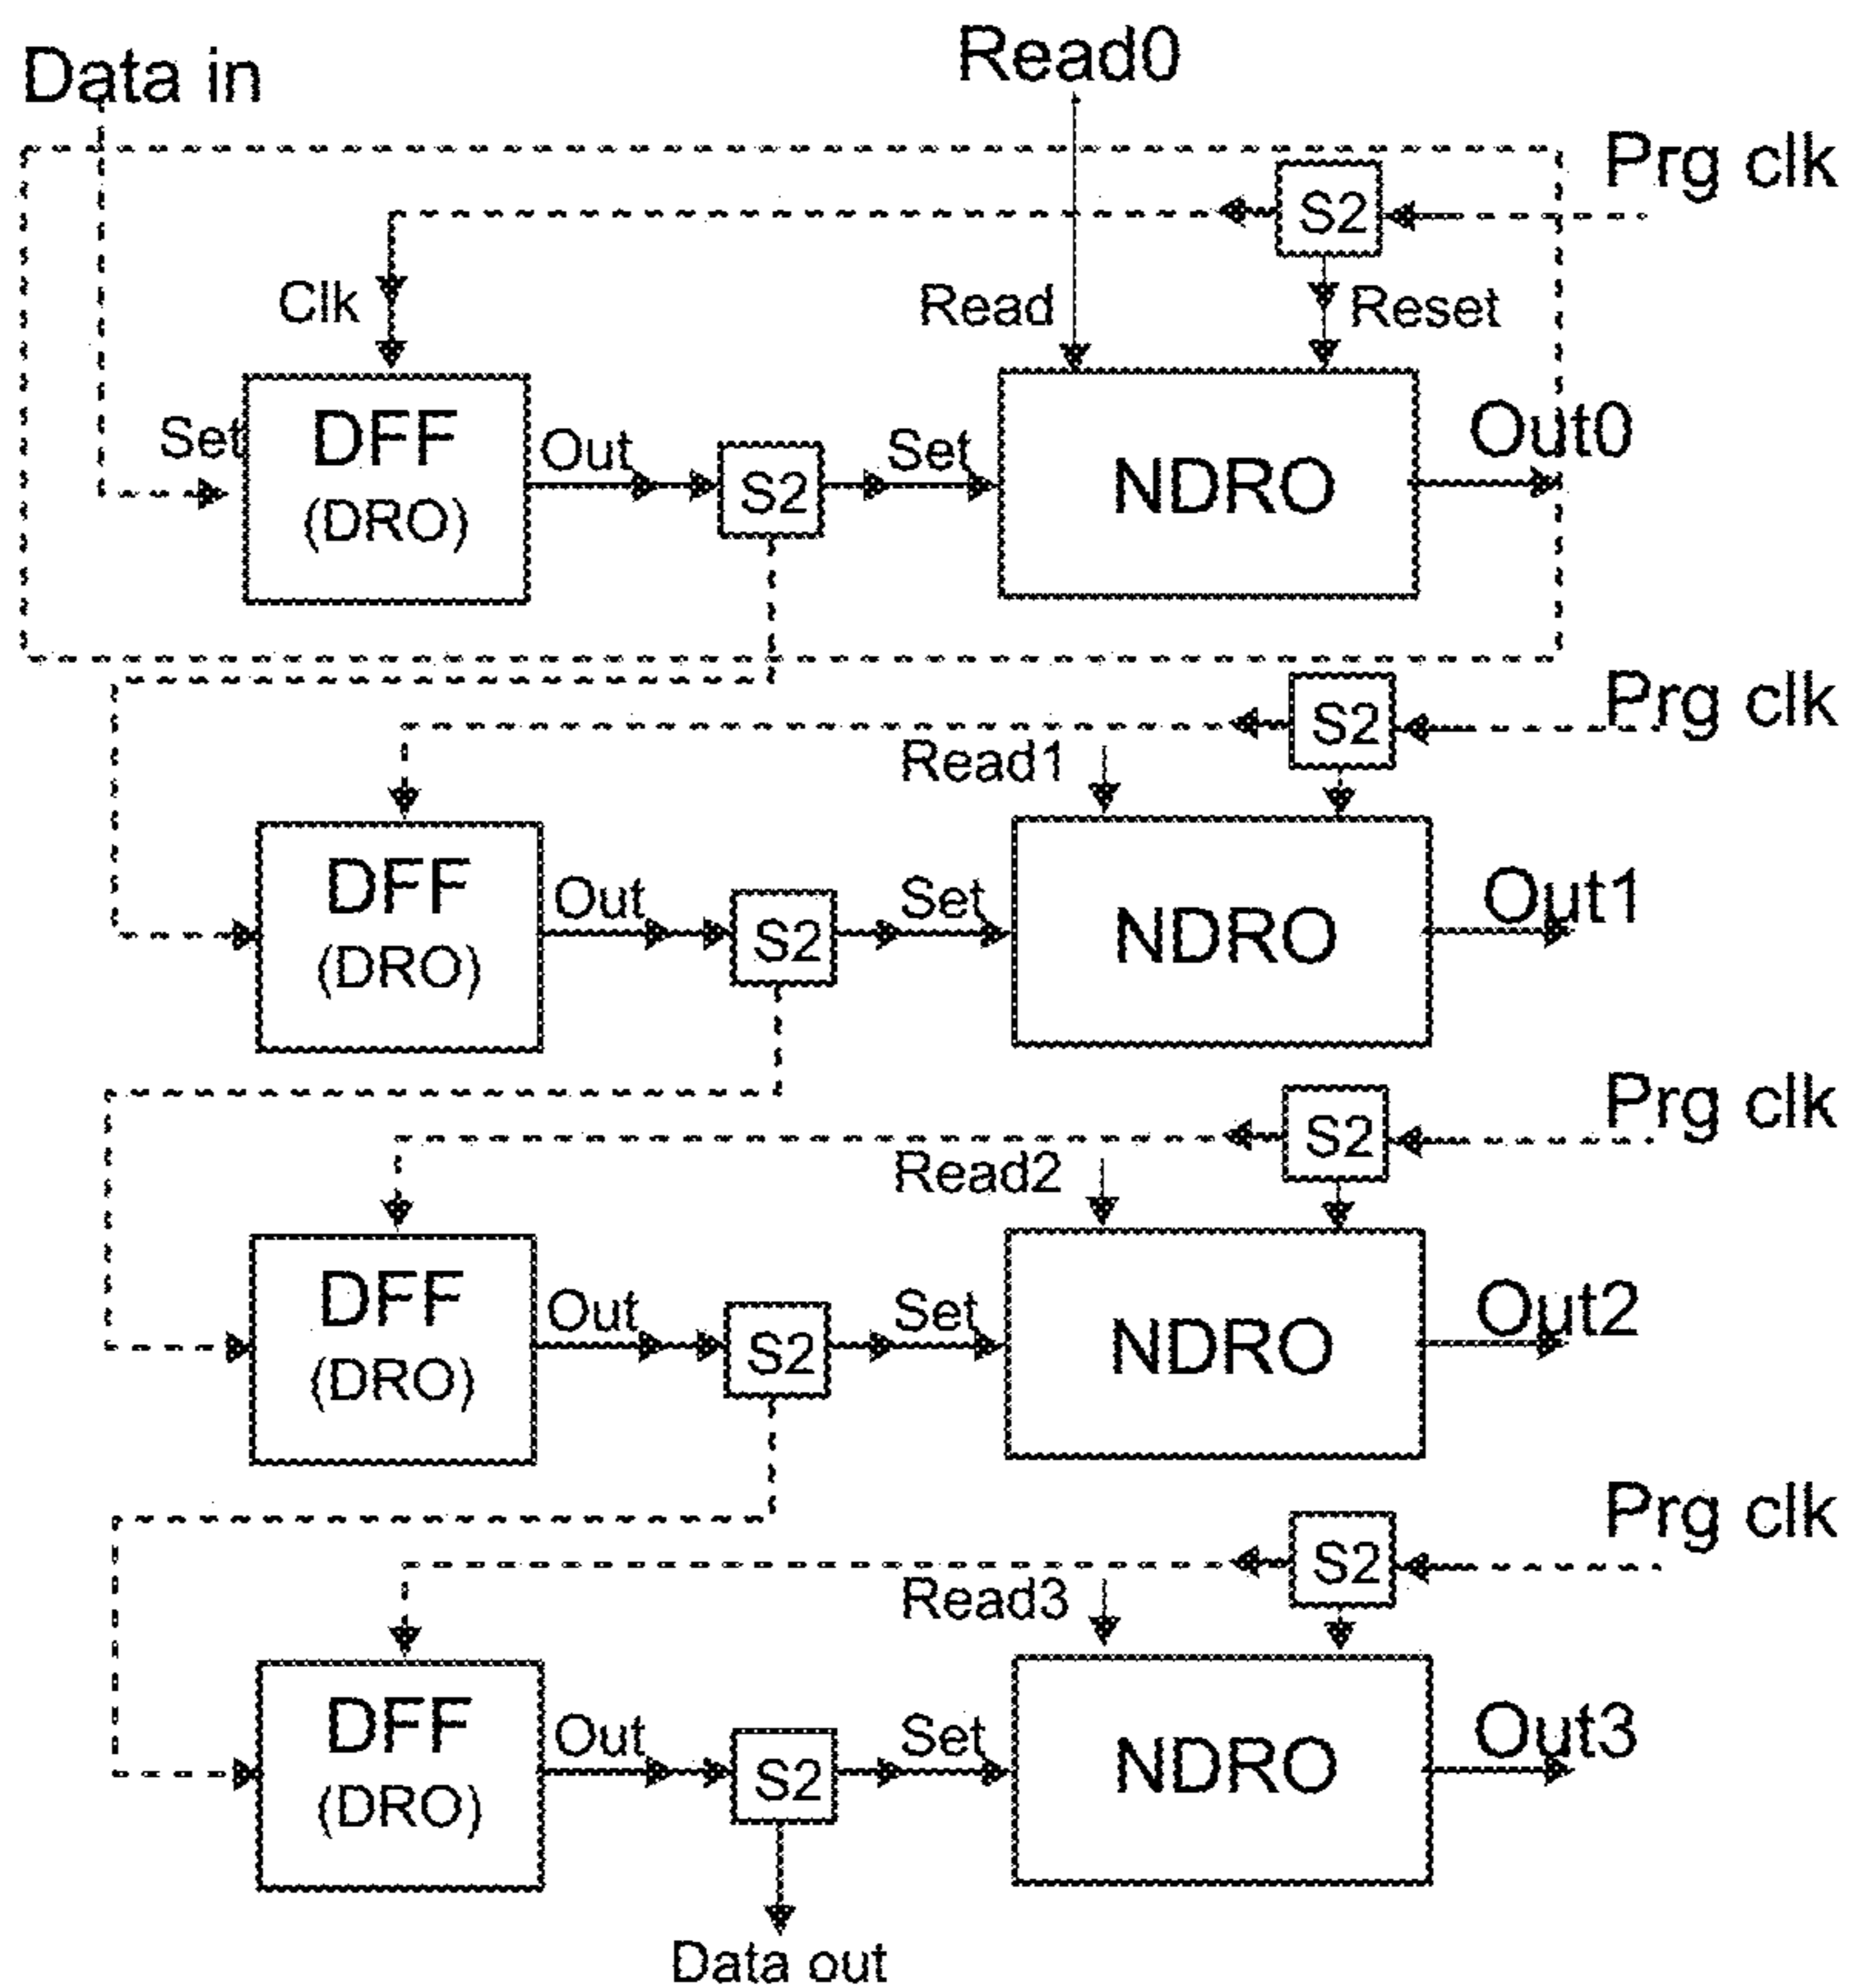 Data in
Read0
Prg clk
S2
Clk
Read
Reset
Set
DFF
(DRO)
Out
S2
Set
NDRO
Out0
Prg clk
S2
Read1
DFF
(DRO)
Out
S2
Set
NDRO
Out1
Prg clk
S2
Read2
DFF
(DRO)
Out
S2
Set
NDRO
Out2
Prg clk
S2
Read3
DFF
(DRO)
Out
S2
Set
NDRO
Out3
Data out